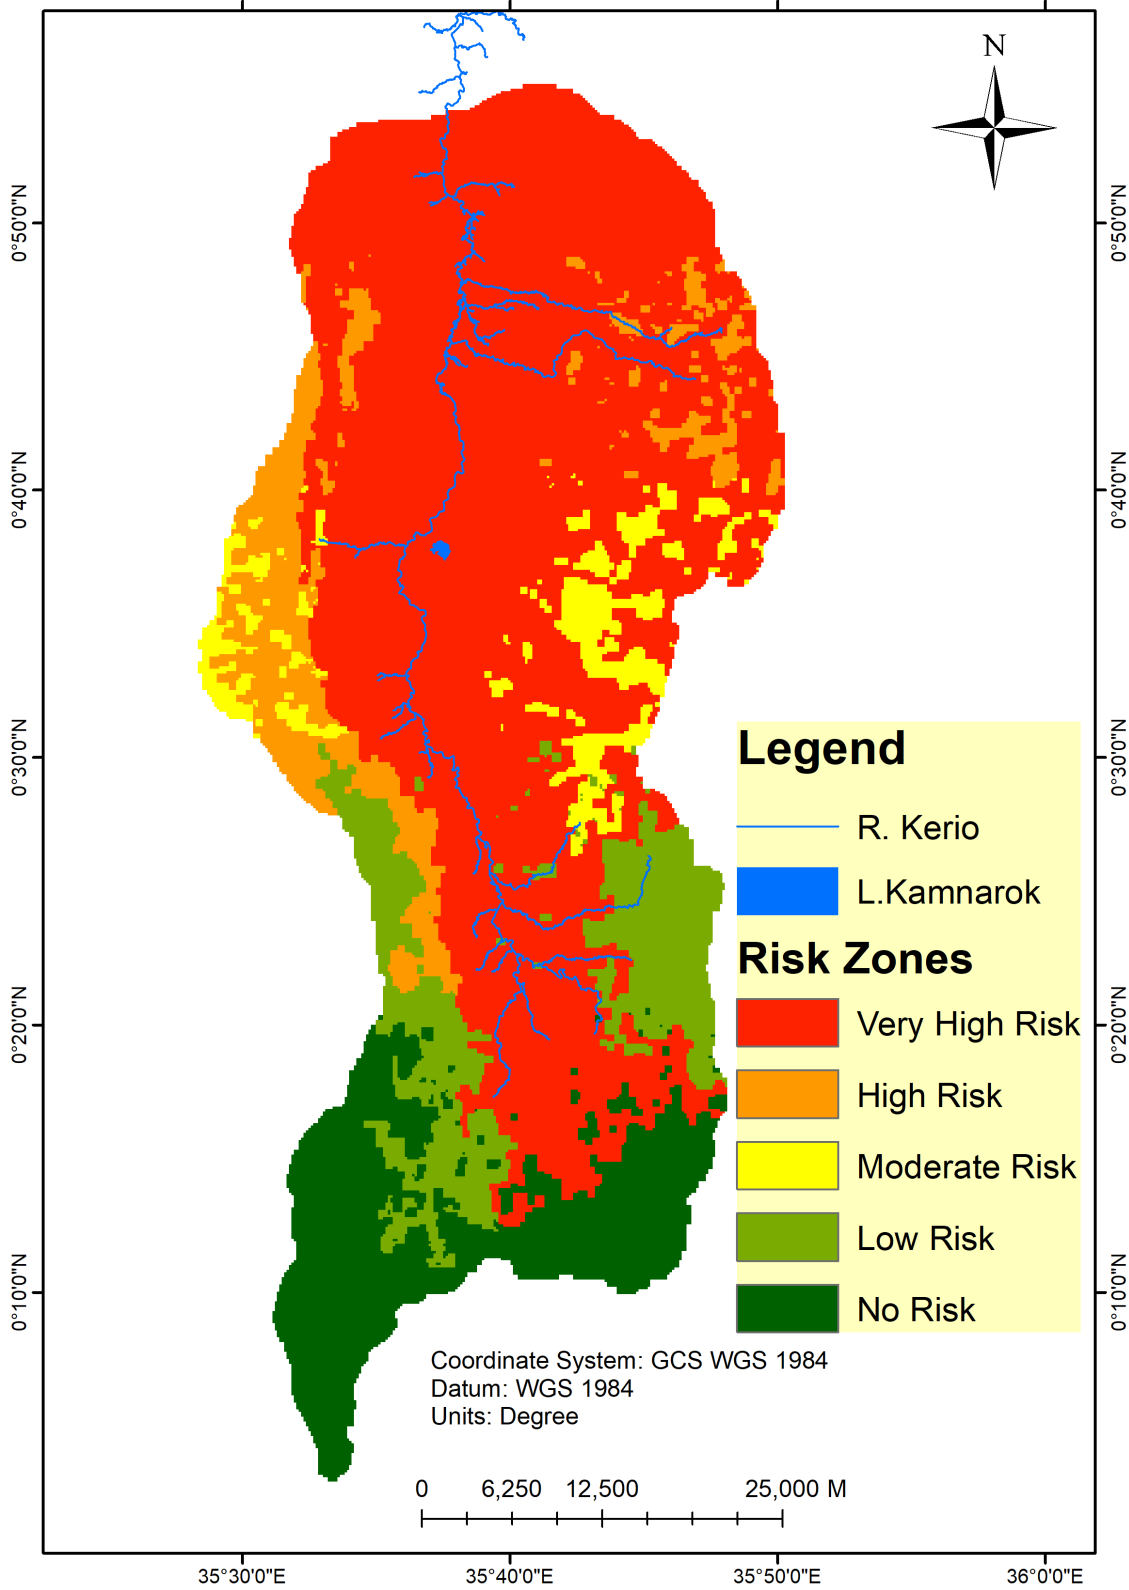 N
0°50'0"N
0°50'0"N
0°40'0"N
0°40'0"N
0°30'0"N
0°30'0"N
0°20'0"N
0°20'0"N
0°10'0"N
0°10'0"N
Legend
R. Kerio
L.Kamnarok
Risk Zones
Very High Risk
High Risk
Moderate Risk
Low Risk
No Risk
Coordinate System: GCS WGS 1984
Datum: WGS 1984
Units: Degree
0 6,250 12,500 25,000 M
35°30'0"E 35°40'0"E 35°50'0"E 36°0'0"E